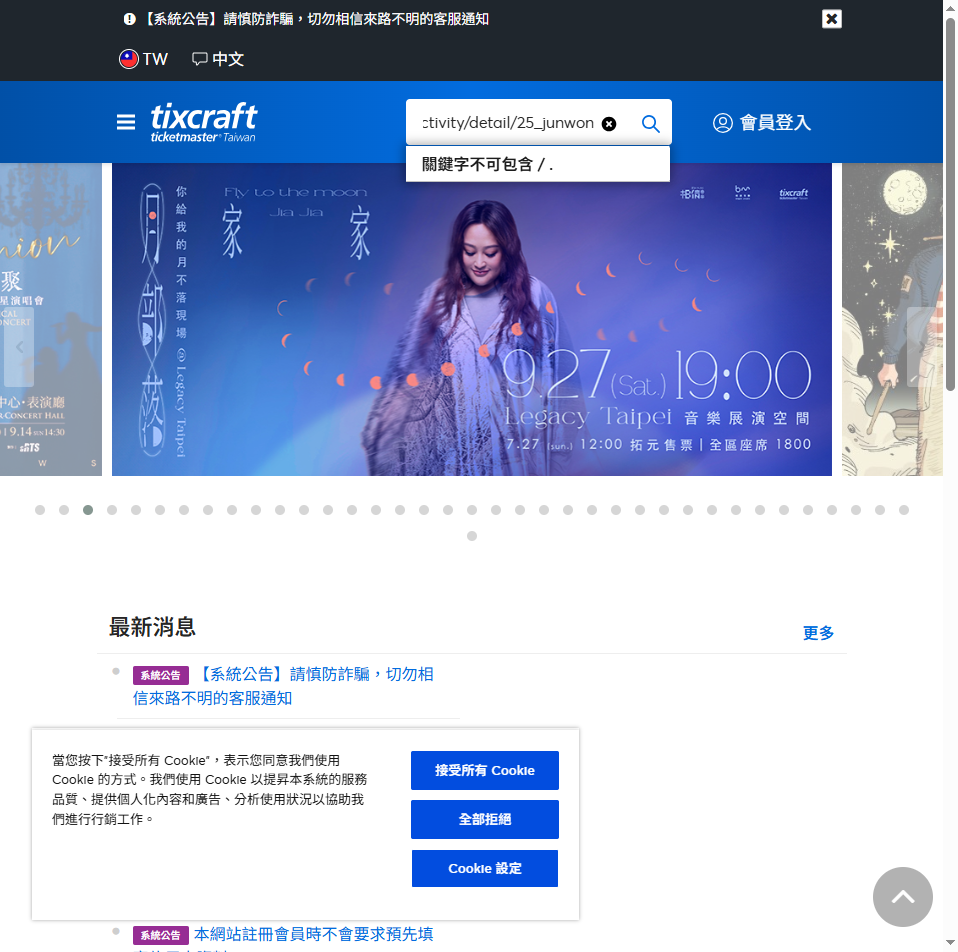 【系統公告】請慎防詐騙，切勿相信來路不明的客服通知
TW 中文
tixcraft
ticketmaster Taiwan
ctivity/detail/25_junwon
會員登入
關鍵字不可包含 / .
nion
聚
星演唱會
CAL
ONCERT
中心·表演廳
CONCERT HALL
9.14 SUN 14:30
W S
月部落
你給我的月不落現場 @ Legacy Taipei
Fly to the moon
Jia Jia
家家
tixcraft
9.27(Sat.) 19:00
Legacy Taipei 音樂展演空間
7.27 (sun.) 12:00 拓元售票 | 全區座席 1800
最新消息
更多
系統公告 【系統公告】請慎防詐騙，切勿相
信來路不明的客服通知
當您按下"接受所有 Cookie"，表示您同意我們使用
Cookie 的方式。我們使用 Cookie 以提昇本系統的服務
品質、提供個人化內容和廣告、分析使用狀況以協助我
們進行行銷工作。
接受所有 Cookie
全部拒絕
Cookie 設定
系統公告 本網站註冊會員時不會要求預先填